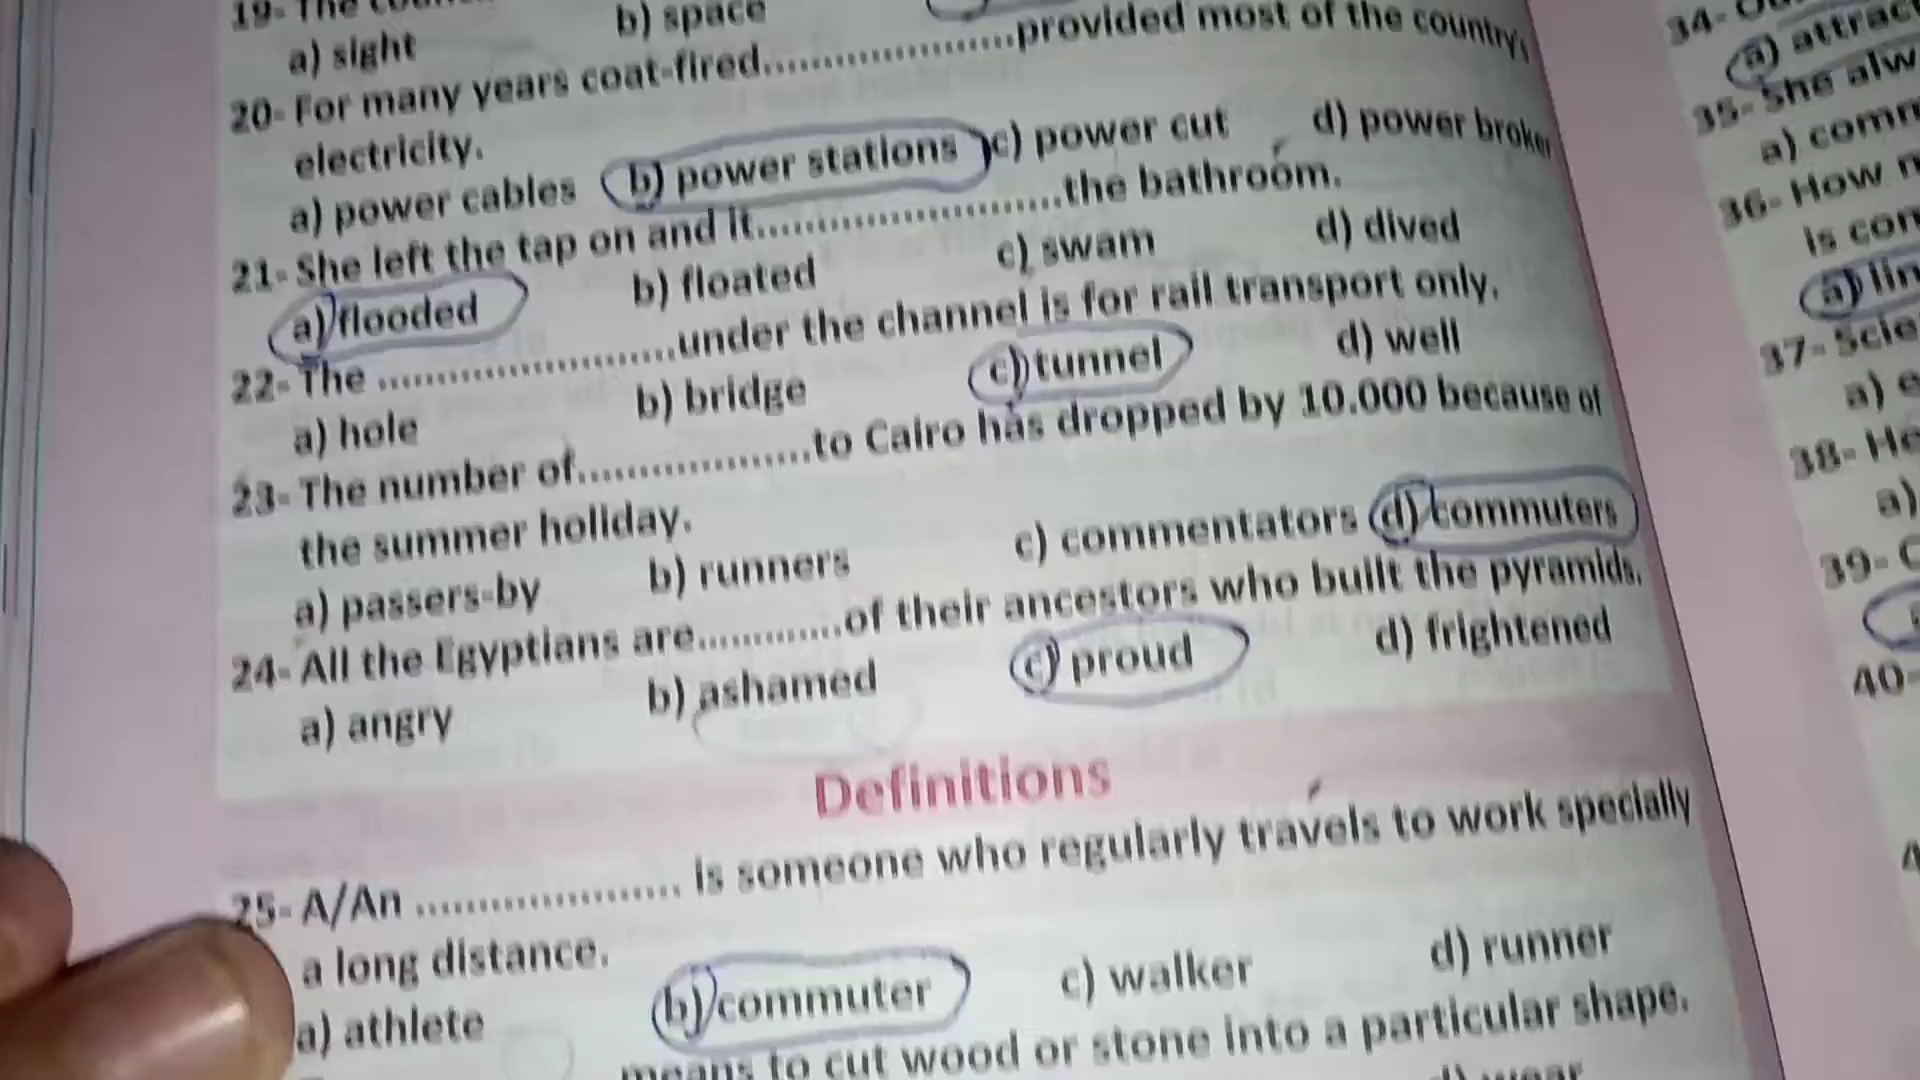 19- The
a) sight b) space
20- For many years coat-fired....................provided most of the country's
electricity.
a) power cables b) power stations c) power cut d) power broker
21- She left the tap on and it........................the bathroom.
a) flooded b) floated c) swam d) dived
22- The ........................under the channel is for rail transport only.
a) hole b) bridge c) tunnel d) well
23- The number of..................to Cairo has dropped by 10.000 because of
the summer holiday.
a) passers-by b) runners c) commentators d) commuters
24- All the Egyptians are.............of their ancestors who built the pyramids.
a) angry b) ashamed c) proud d) frightened
Definitions
25- A/An .................... is someone who regularly travels to work specially
a long distance.
a) athlete b) commuter c) walker d) runner
means to cut wood or stone into a particular shape.
d) wear
34-
a) attract
35- She alw
a) comm
36- How
is con
a) lin
37- Scie
a) e
38- He
a)
39- C
40-